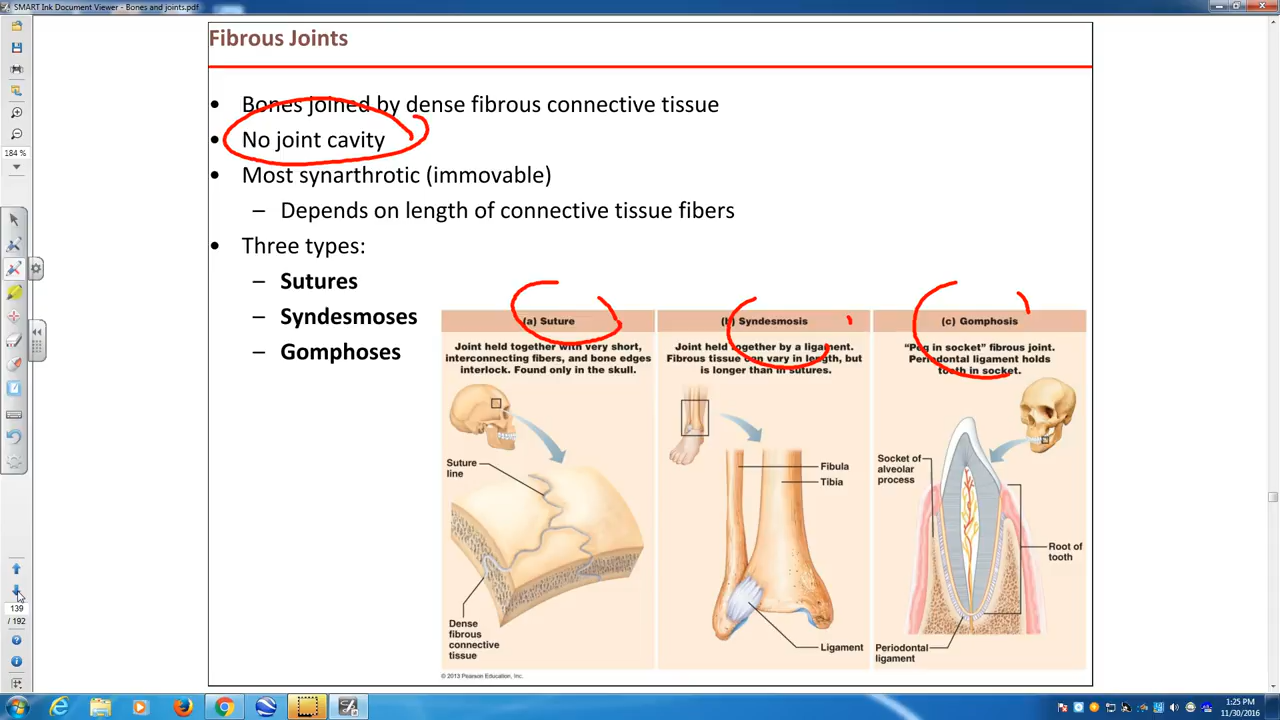 SMART Ink Document Viewer - Bones and joints.pdf
Fibrous Joints
• Bones joined by dense fibrous connective tissue
• No joint cavity
• Most synarthrotic (immovable)
– Depends on length of connective tissue fibers
• Three types:
– Sutures
– Syndesmoses
– Gomphoses
184 %
139
/ 192
(a) Suture
Joint held together with very short,
interconnecting fibers, and bone edges
interlock. Found only in the skull.
Suture
line
Dense
fibrous
connective
tissue
(b) Syndesmosis
Joint held together by a ligament.
Fibrous tissue can vary in length, but
is longer than in sutures.
Fibula
Tibia
Ligament
(c) Gomphosis
“Peg in socket” fibrous joint.
Periodontal ligament holds
tooth in socket.
Socket of
alveolar
process
Root of
tooth
Periodontal
ligament
© 2013 Pearson Education, Inc.
1:25 PM
11/30/2016